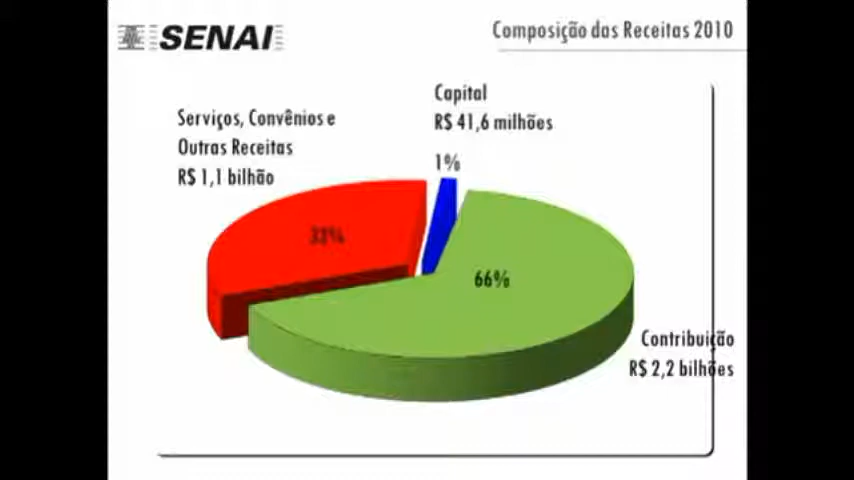 SENAI
Composição das Receitas 2010
Capital
R$ 41,6 milhões
1%
Serviços, Convênios e
Outras Receitas
R$ 1,1 bilhão
33%
66%
Contribuição
R$ 2,2 bilhões